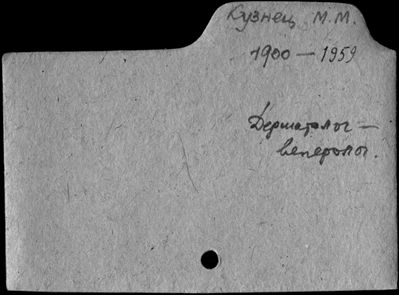 Кузнец М.М.
1900 — 1959
Дерматолог —
венеролог.